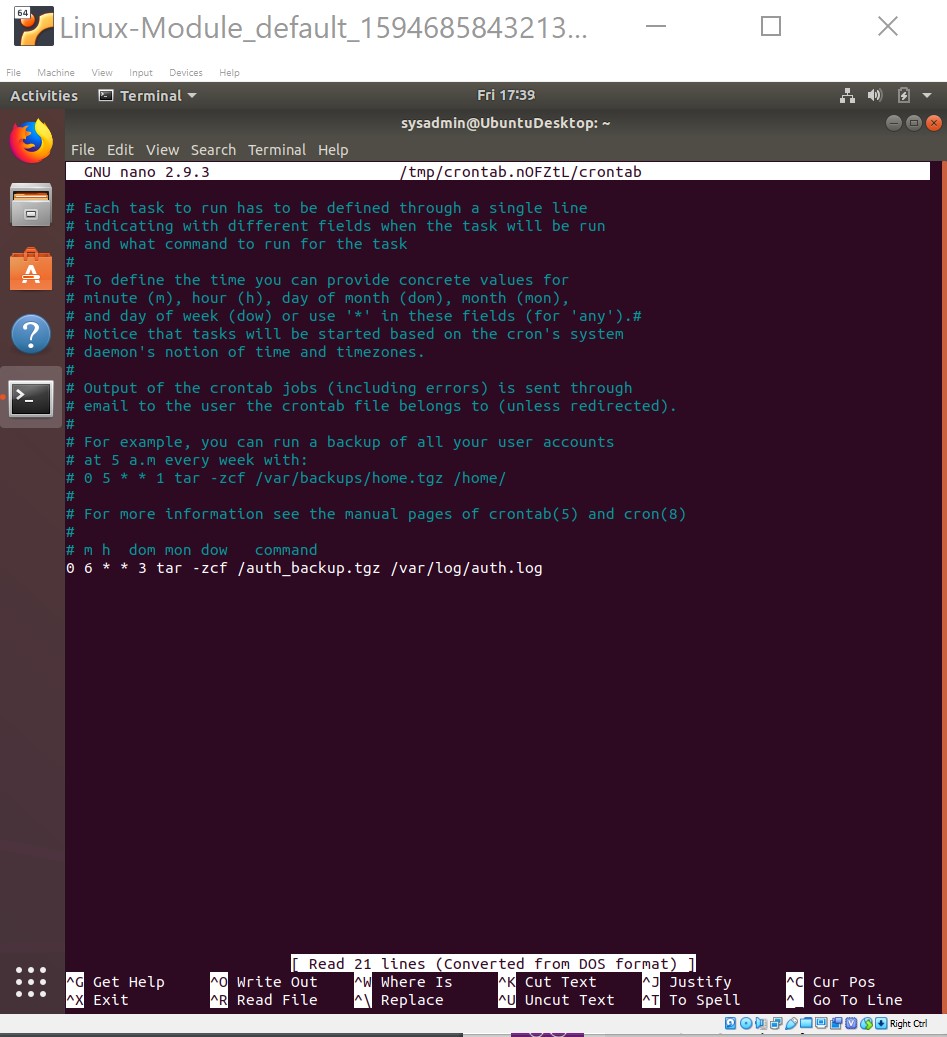 64
Linux-Module_default_1594685843213...
File Machine View Input Devices Help
Activities Terminal Fri 17:39
sysadmin@UbuntuDesktop: ~
File Edit View Search Terminal Help
GNU nano 2.9.3 /tmp/crontab.nOFZtL/crontab
# Each task to run has to be defined through a single line
# indicating with different fields when the task will be run
# and what command to run for the task
#
# To define the time you can provide concrete values for
# minute (m), hour (h), day of month (dom), month (mon),
# and day of week (dow) or use '*' in these fields (for 'any').#
# Notice that tasks will be started based on the cron's system
# daemon's notion of time and timezones.
#
# Output of the crontab jobs (including errors) is sent through
# email to the user the crontab file belongs to (unless redirected).
#
# For example, you can run a backup of all your user accounts
# at 5 a.m every week with:
# 0 5 * * 1 tar -zcf /var/backups/home.tgz /home/
#
# For more information see the manual pages of crontab(5) and cron(8)
#
# m h  dom mon dow   command
0 6 * * 3 tar -zcf /auth_backup.tgz /var/log/auth.log
[ Read 21 lines (Converted from DOS format) ]
^G Get Help ^O Write Out ^W Where Is ^K Cut Text ^J Justify ^C Cur Pos
^X Exit ^R Read File ^\ Replace ^U Uncut Text ^T To Spell ^_ Go To Line
Right Ctrl